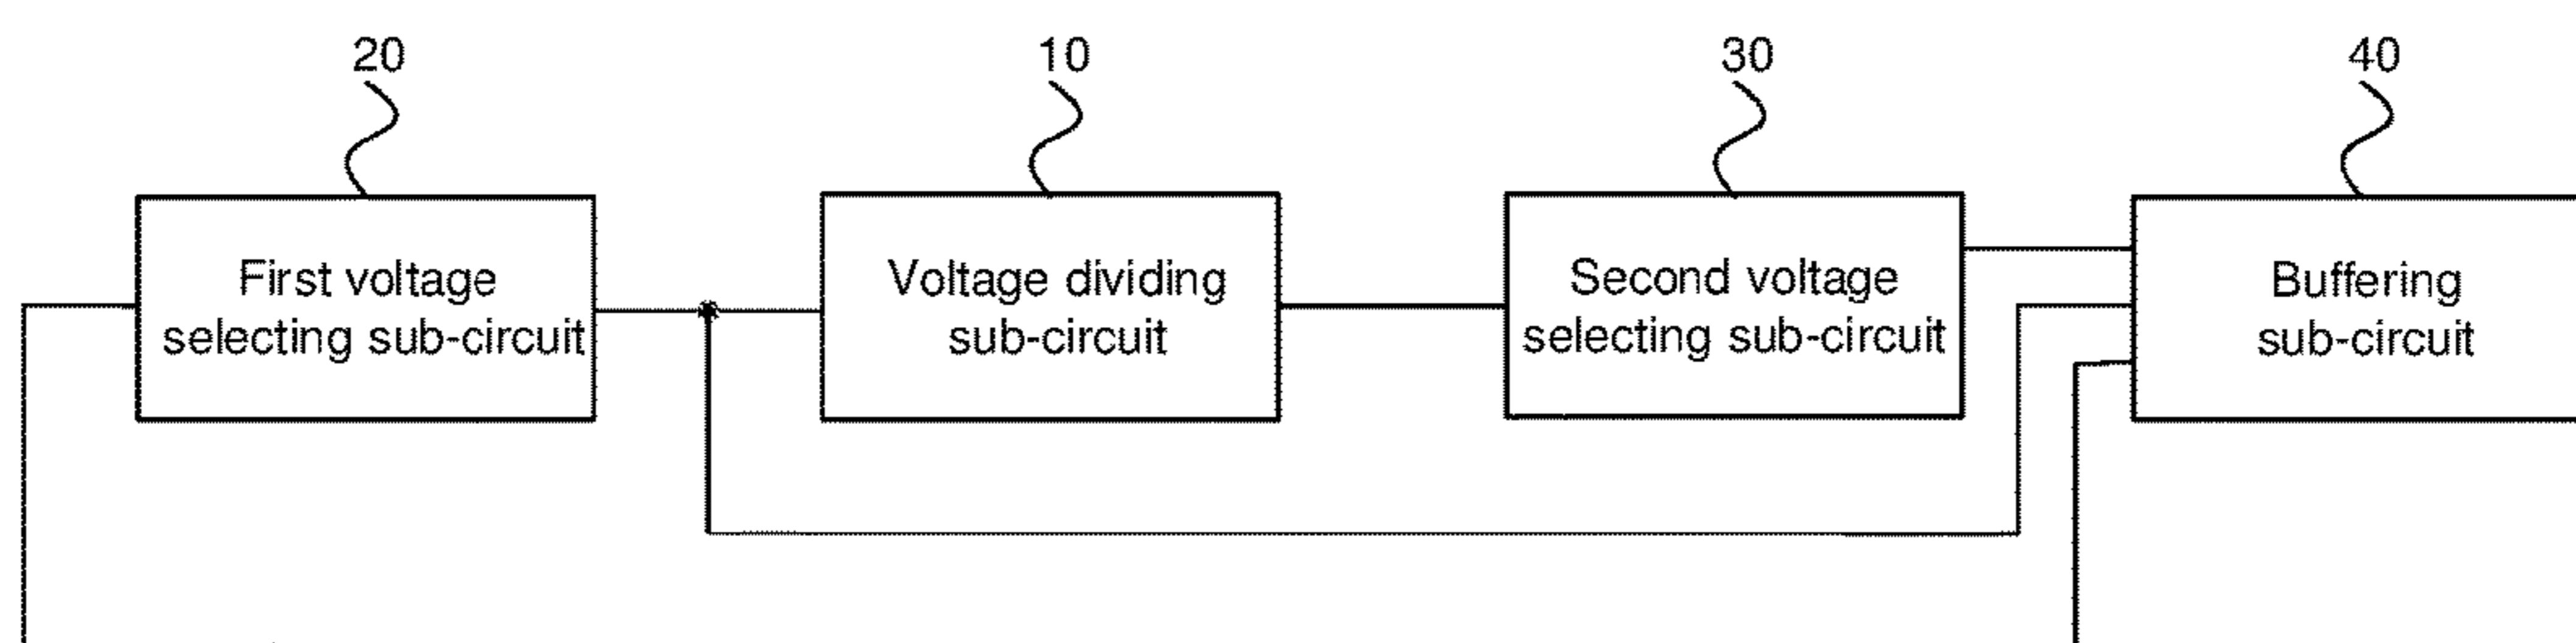 20
10
30
40
First voltage
selecting sub-circuit
Voltage dividing
sub-circuit
Second voltage
selecting sub-circuit
Buffering
sub-circuit